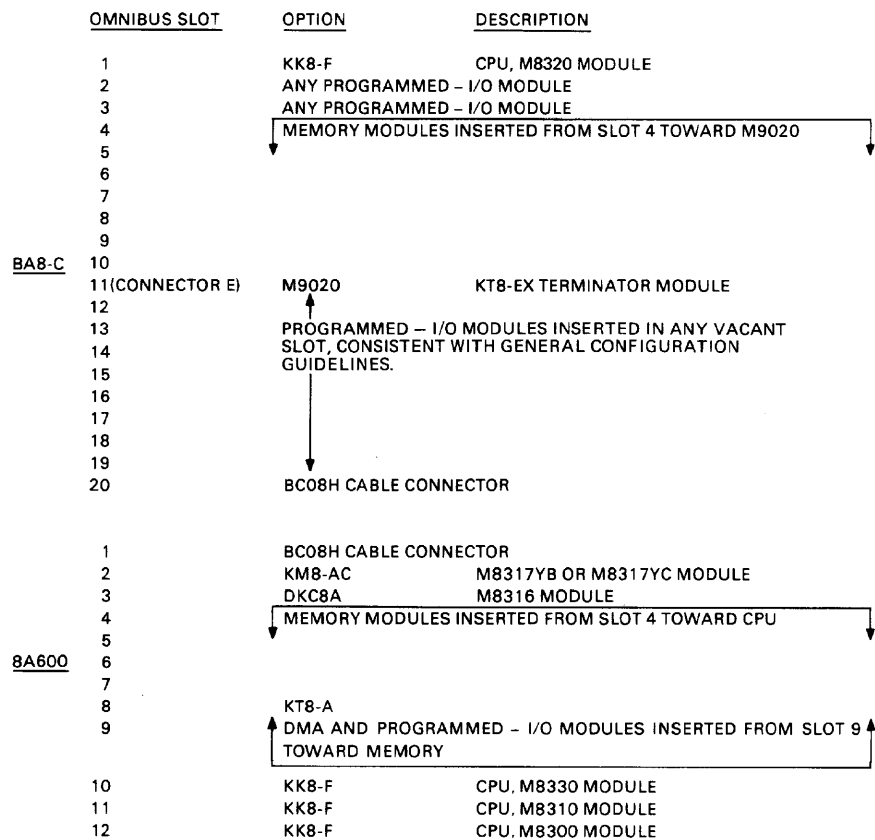 OMNIBUS SLOT OPTION DESCRIPTION
1 KK8-F CPU, M8320 MODULE
2 ANY PROGRAMMED – I/O MODULE
3 ANY PROGRAMMED – I/O MODULE
4 MEMORY MODULES INSERTED FROM SLOT 4 TOWARD M9020
5
6
7
8
9
BA8-C 10
11(CONNECTOR E) M9020 KT8-EX TERMINATOR MODULE
12
13 PROGRAMMED – I/O MODULES INSERTED IN ANY VACANT
14 SLOT, CONSISTENT WITH GENERAL CONFIGURATION
15 GUIDELINES.
16
17
18
19
20 BC08H CABLE CONNECTOR
1 BC08H CABLE CONNECTOR
2 KM8-AC M8317YB OR M8317YC MODULE
3 DKC8A M8316 MODULE
4 MEMORY MODULES INSERTED FROM SLOT 4 TOWARD CPU
5
8A600 6
7
8 KT8-A
9 DMA AND PROGRAMMED – I/O MODULES INSERTED FROM SLOT 9
TOWARD MEMORY
10 KK8-F CPU, M8330 MODULE
11 KK8-F CPU, M8310 MODULE
12 KK8-F CPU, M8300 MODULE